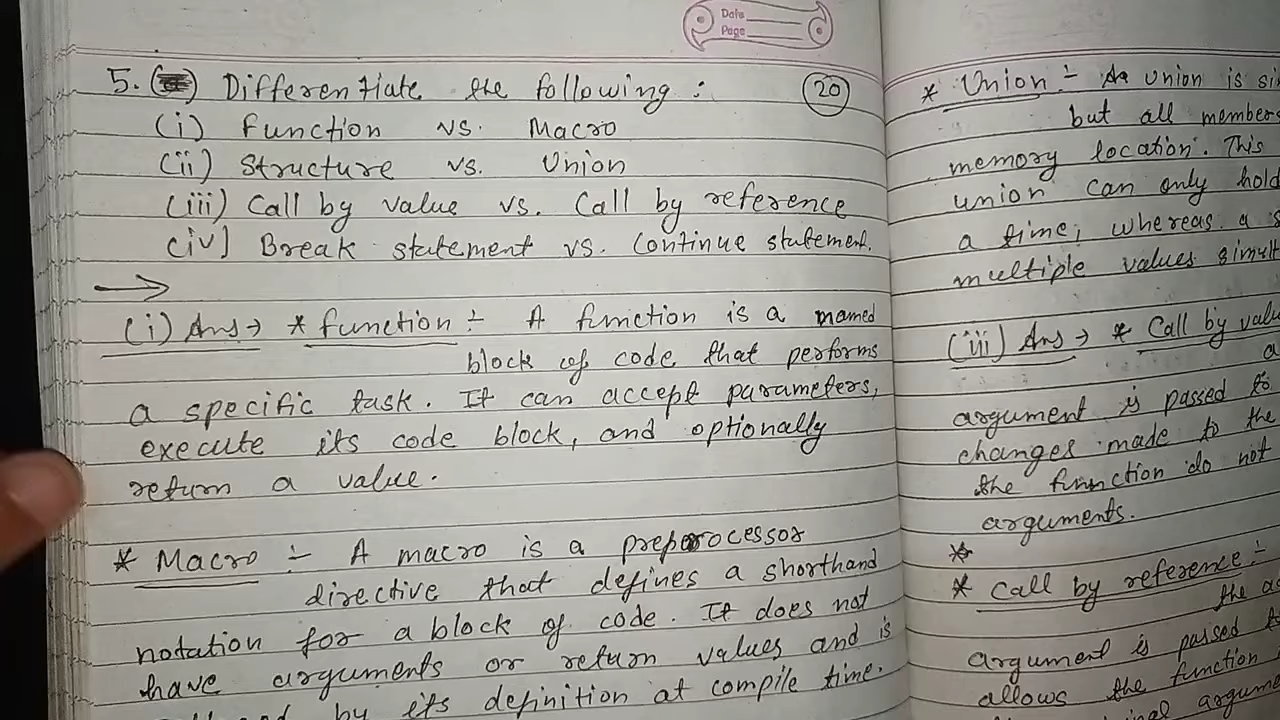 Date
Page
5. Differentiate the following : 20
(i) Function vs. Macro
(ii) Structure vs. Union
(iii) Call by value vs. Call by reference
(iv) Break statement vs. Continue statement.
(i) Ans → * function :- A function is a named
block of code that performs
a specific task. It can accept parameters,
execute its code block, and optionally
return a value.
* Macro :- A macro is a preprocessor
directive that defines a shorthand
notation for a block of code. It does not
have arguments or return values and is
by its definition at compile time.
* Union :- A union is
but all members
memory location. This
union can only hold
a time, whereas a
multiple values
(iii) Ans → * Call by
argument is passed to
changes made to the
the function do not
arguments.
*
* Call by reference :-
the
argument is passed
allows the function